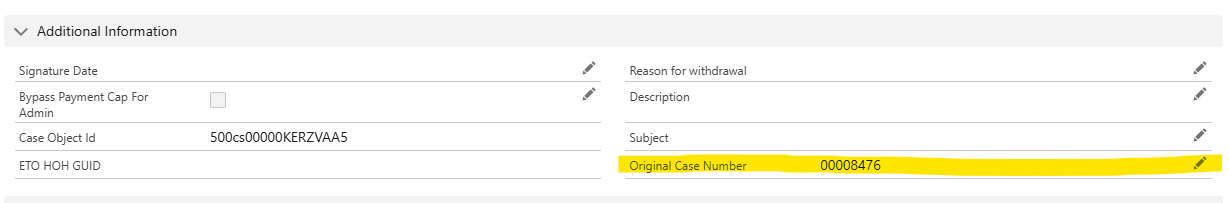 Additional Information
Signature Date
Reason for withdrawal
Bypass Payment Cap For
Admin
Description
Case Object Id 500cs00000KERZVAA5
Subject
ETO HOH GUID
Original Case Number 00008476